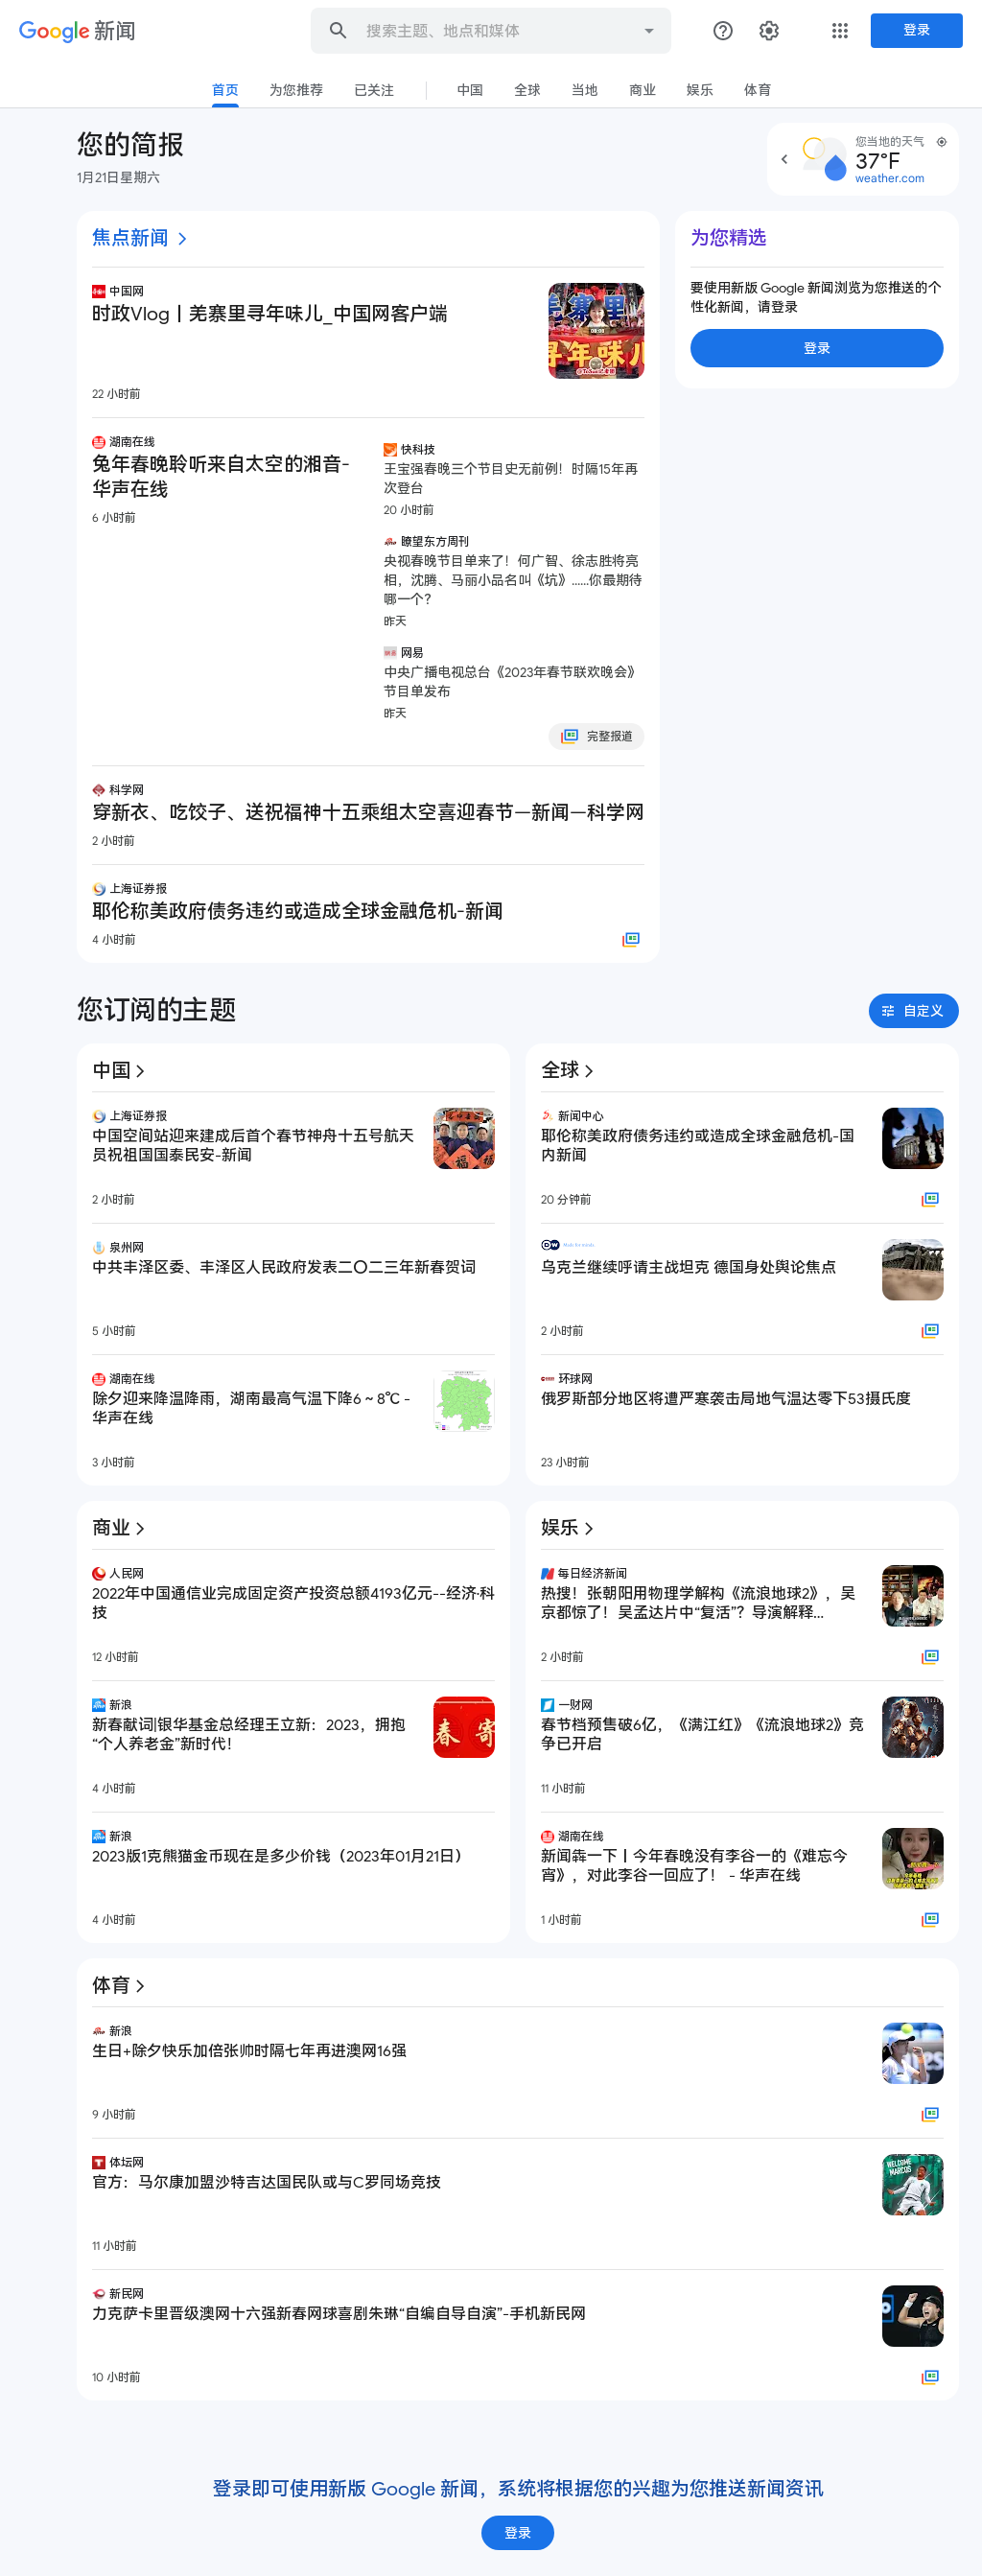 Google 新闻
搜索主题、地点和媒体
登录
首页
为您推荐
已关注
中国
全球
当地
商业
娱乐
体育
您的简报
1月21日星期六
您当地的天气
37°F
weather.com
焦点新闻
中国网
时政Vlog丨羑里寻年味儿_中国网客户端
22 小时前
湖南在线
兔年春晚聆听来自太空的湘音-
华声在线
6 小时前
快科技
王宝强春晚三个节目史无前例！时隔15年再
次登台
20 小时前
瞭望东方周刊
央视春晚节目单来了！何广智、徐志胜将亮
相，沈腾、马丽小品名叫《坑》......你最期待
哪一个？
昨天
网易
中央广播电视总台《2023年春节联欢晚会》
节目单发布
昨天
完整报道
科学网
穿新衣、吃饺子、送祝福神十五乘组太空喜迎春节—新闻—科学网
2 小时前
上海证券报
耶伦称美政府债务违约或造成全球金融危机-新闻
4 小时前
为您精选
要使用新版 Google 新闻浏览为您推送的个
性化新闻，请登录
登录
您订阅的主题
自定义
中国
上海证券报
中国空间站迎来建成后首个春节神舟十五号航天
员祝祖国国泰民安-新闻
2 小时前
泉州网
中共丰泽区委、丰泽区人民政府发表二〇二三年新春贺词
5 小时前
湖南在线
除夕迎来降温降雨，湖南最高气温下降6～8℃ -
华声在线
3 小时前
全球
新闻中心
耶伦称美政府债务违约或造成全球金融危机-国
内新闻
20 分钟前
DW
乌克兰继续呼请主战坦克 德国身处舆论焦点
2 小时前
环球网
俄罗斯部分地区将遭严寒袭击局地气温达零下53摄氏度
23 小时前
商业
人民网
2022年中国通信业完成固定资产投资总额4193亿元--经济·科
技
12 小时前
新浪
新春献词|银华基金总经理王立新：2023，拥抱
“个人养老金”新时代！
4 小时前
新浪
2023版1克熊猫金币现在是多少价钱（2023年01月21日）
4 小时前
娱乐
每日经济新闻
热搜！张朝阳用物理学解构《流浪地球2》，吴
京都惊了！吴孟达片中“复活”？导演解释...
2 小时前
一财网
春节档预售破6亿，《满江红》《流浪地球2》竞
争已开启
11 小时前
湖南在线
新闻犇一下丨今年春晚没有李谷一的《难忘今
宵》，对此李谷一回应了！ - 华声在线
1 小时前
体育
新浪
生日+除夕快乐加倍张帅时隔七年再进澳网16强
9 小时前
体坛网
官方：马尔康加盟沙特吉达国民队或与C罗同场竞技
WELCOME
MARCOS
11 小时前
新民网
力克萨卡里晋级澳网十六强新春网球喜剧朱琳“自编自导自演”-手机新民网
10 小时前
登录即可使用新版 Google 新闻，系统将根据您的兴趣为您推送新闻资讯
登录